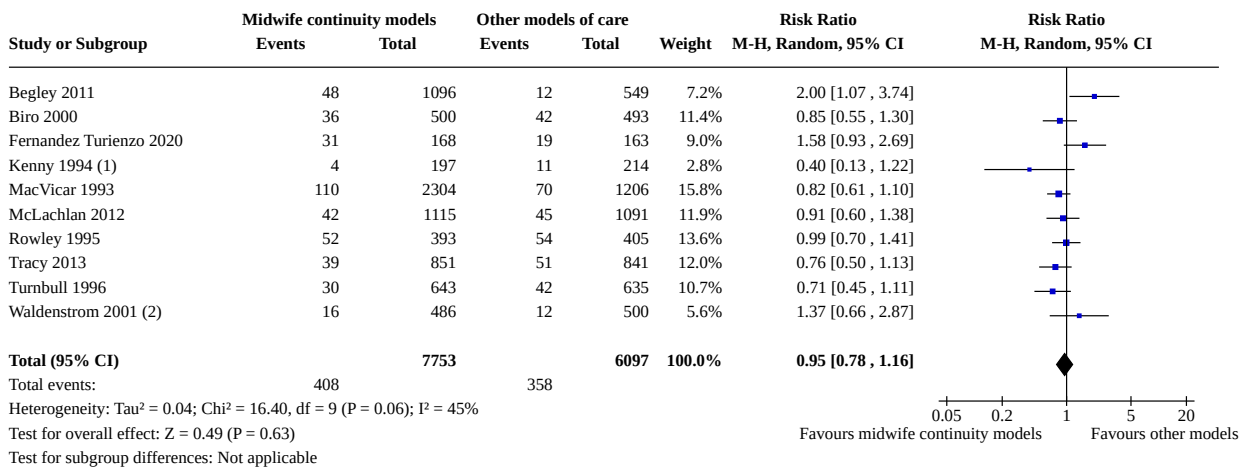 Midwife continuity models Other models of care Risk Ratio Risk Ratio
Study or Subgroup Events Total Events Total Weight M-H, Random, 95% CI M-H, Random, 95% CI
Begley 2011 48 1096 12 549 7.2% 2.00 [1.07 , 3.74]
Biro 2000 36 500 42 493 11.4% 0.85 [0.55 , 1.30]
Fernandez Turienzo 2020 31 168 19 163 9.0% 1.58 [0.93 , 2.69]
Kenny 1994 (1) 4 197 11 214 2.8% 0.40 [0.13 , 1.22]
MacVicar 1993 110 2304 70 1206 15.8% 0.82 [0.61 , 1.10]
McLachlan 2012 42 1115 45 1091 11.9% 0.91 [0.60 , 1.38]
Rowley 1995 52 393 54 405 13.6% 0.99 [0.70 , 1.41]
Tracy 2013 39 851 51 841 12.0% 0.76 [0.50 , 1.13]
Turnbull 1996 30 643 42 635 10.7% 0.71 [0.45 , 1.11]
Waldenstrom 2001 (2) 16 486 12 500 5.6% 1.37 [0.66 , 2.87]
Total (95% CI) 7753 6097 100.0% 0.95 [0.78 , 1.16]
Total events: 408 358
Heterogeneity: Tau² = 0.04; Chi² = 16.40, df = 9 (P = 0.06); I² = 45%
0.05 0.2 1 5 20
Test for overall effect: Z = 0.49 (P = 0.63)
Favours midwife continuity models Favours other models
Test for subgroup differences: Not applicable